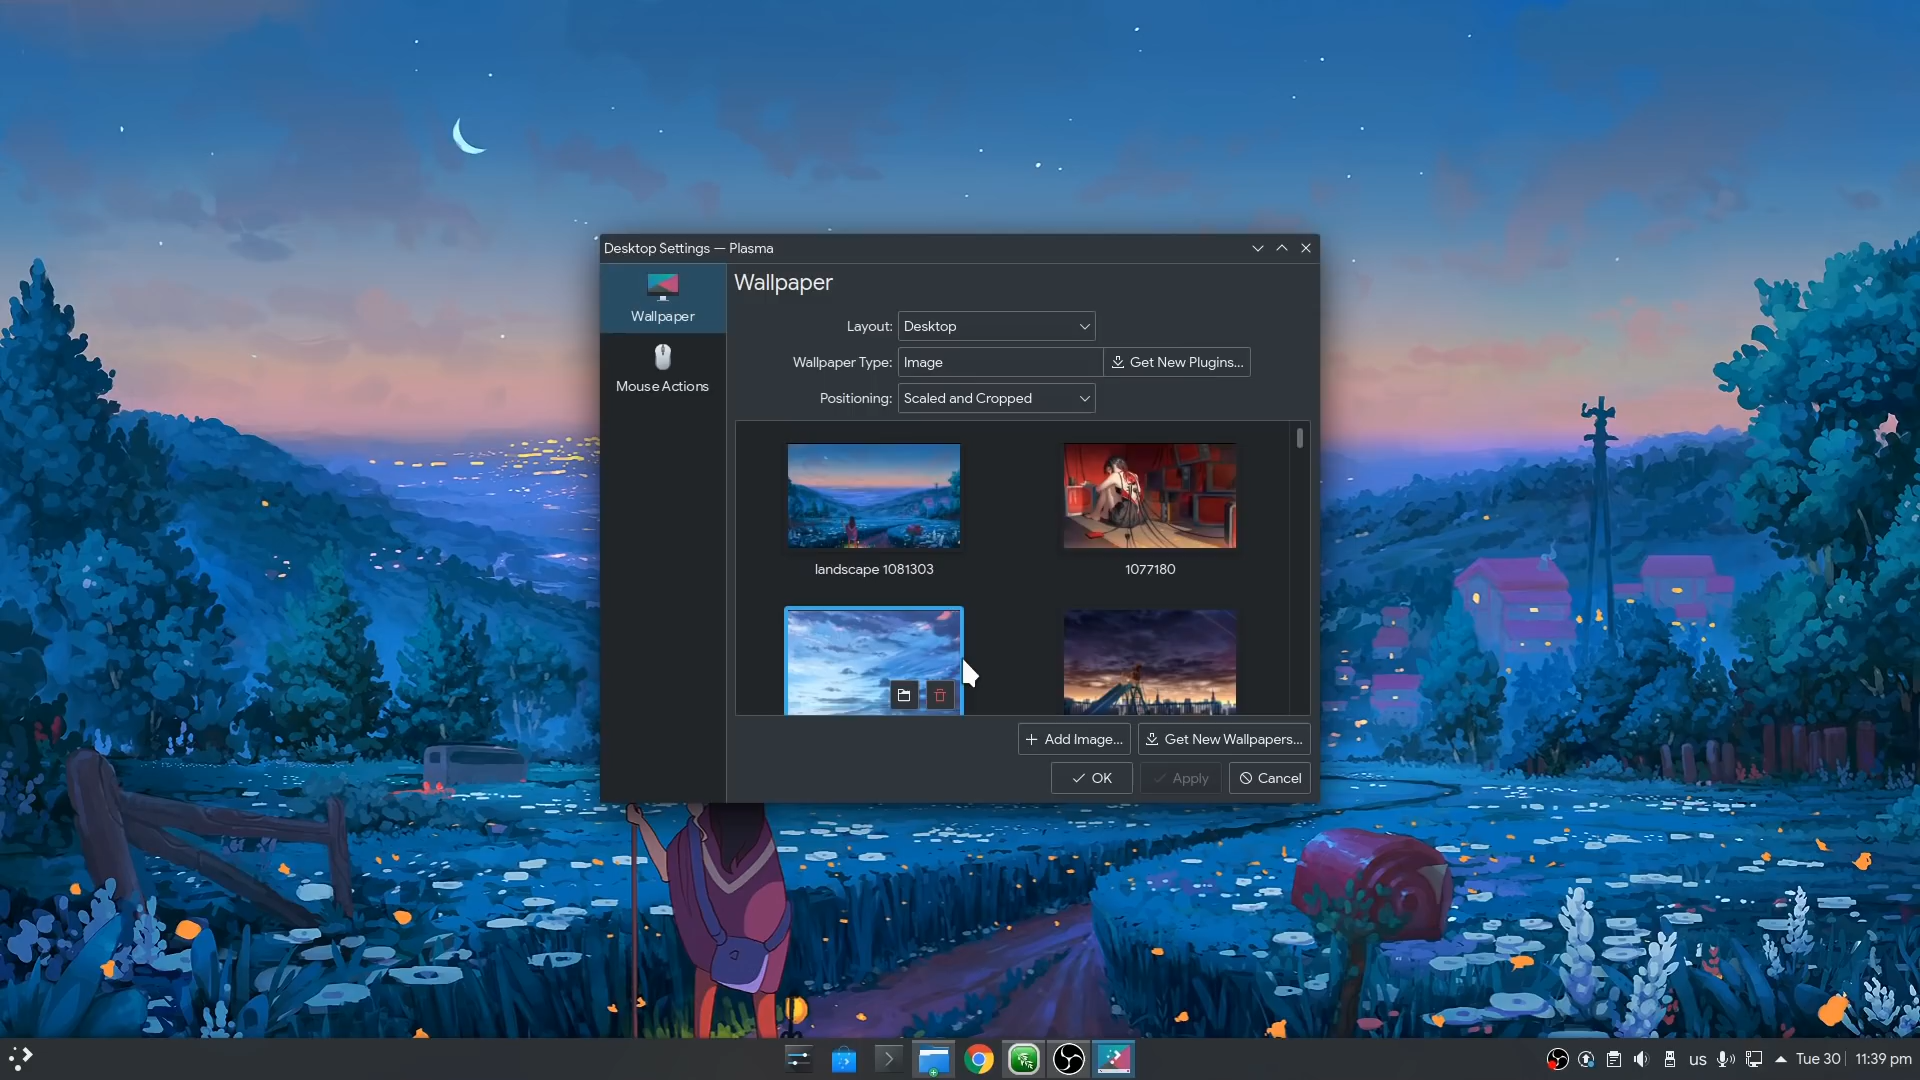 Desktop Settings — Plasma
Wallpaper
Mouse Actions
Wallpaper
Layout: Desktop
Wallpaper Type: Image Get New Plugins...
Positioning: Scaled and Cropped
landscape 1081303 1077180
Add Image... Get New Wallpapers...
OK Apply Cancel
us Tue 30 11:39 pm